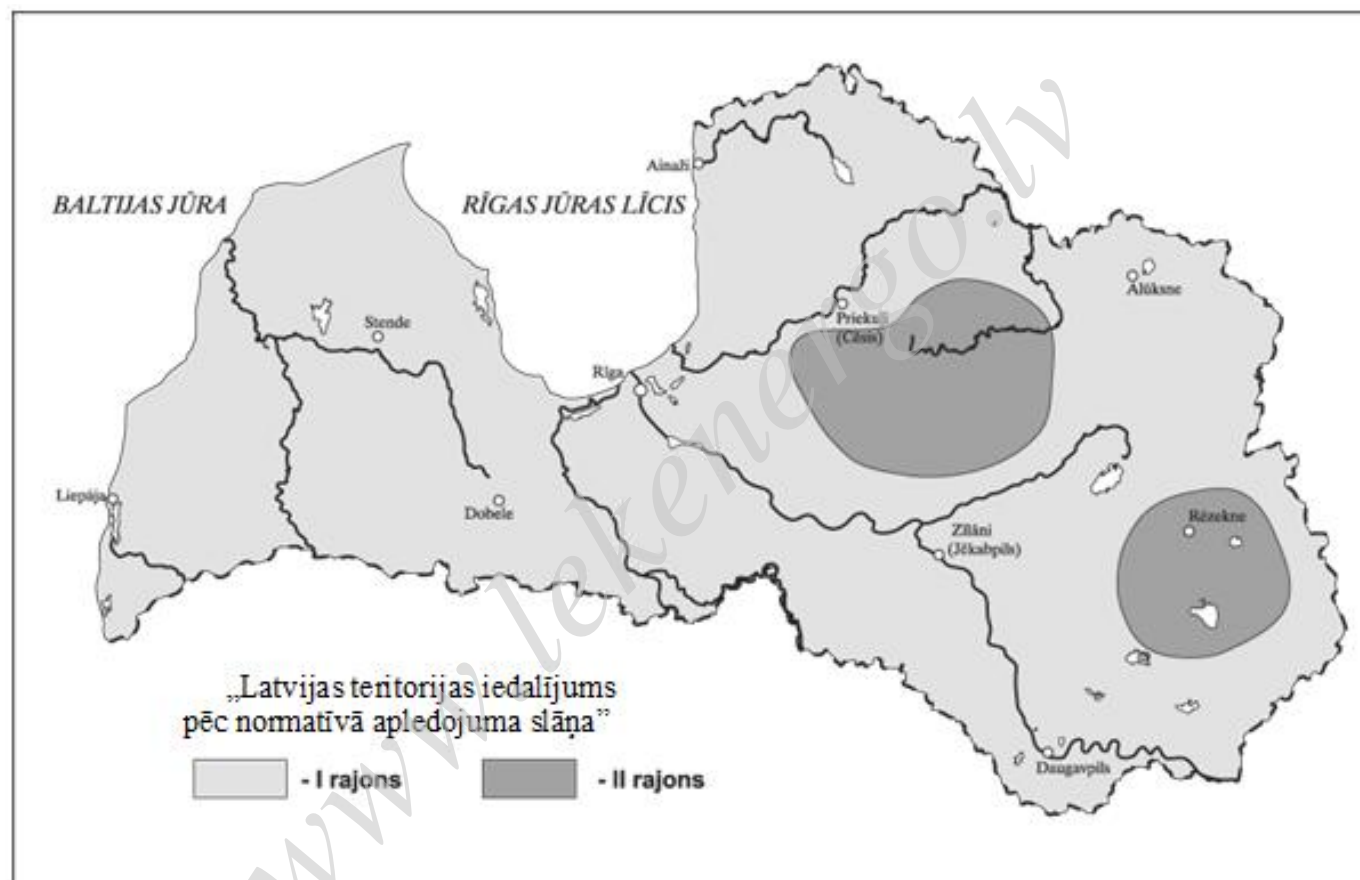 Ainaži
BALTIJAS JŪRA
RĪGAS JŪRAS LĪCIS
Alūksne
Priekuļi
(Cēsis)
Stende
Rīga
Liepāja
Dobele
Rēzekne
Zīlāni
(Jēkabpils)
„Latvijas teritorijas iedalījums
pēc normatīvā apledojuma slāņa”
- I rajons
- II rajons
Daugavpils
www.lekenergo.lv